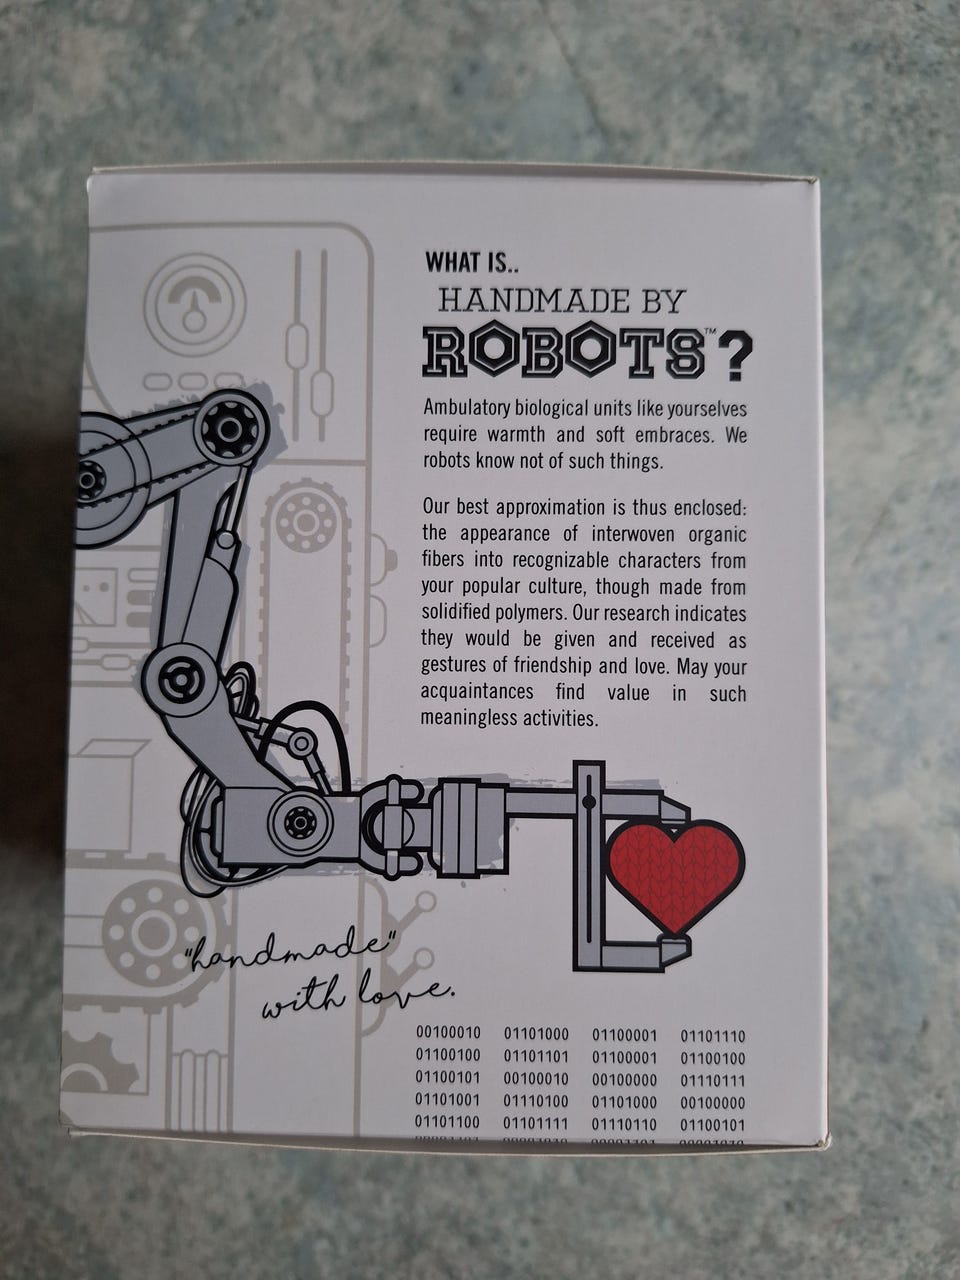 WHAT IS..
HANDMADE BY
ROBOTS™?
Ambulatory biological units like yourselves
require warmth and soft embraces. We
robots know not of such things.
Our best approximation is thus enclosed:
the appearance of interwoven organic
fibers into recognizable characters from
your popular culture, though made from
solidified polymers. Our research indicates
they would be given and received as
gestures of friendship and love. May your
acquaintances find value in such
meaningless activities.
"handmade"
with love.
00100010 01101000 01100001 01101110
01100100 01101101 01100001 01100100
01100101 00100010 00100000 01110111
01101001 01110100 01101000 00100000
01101100 01101111 01110110 01100101